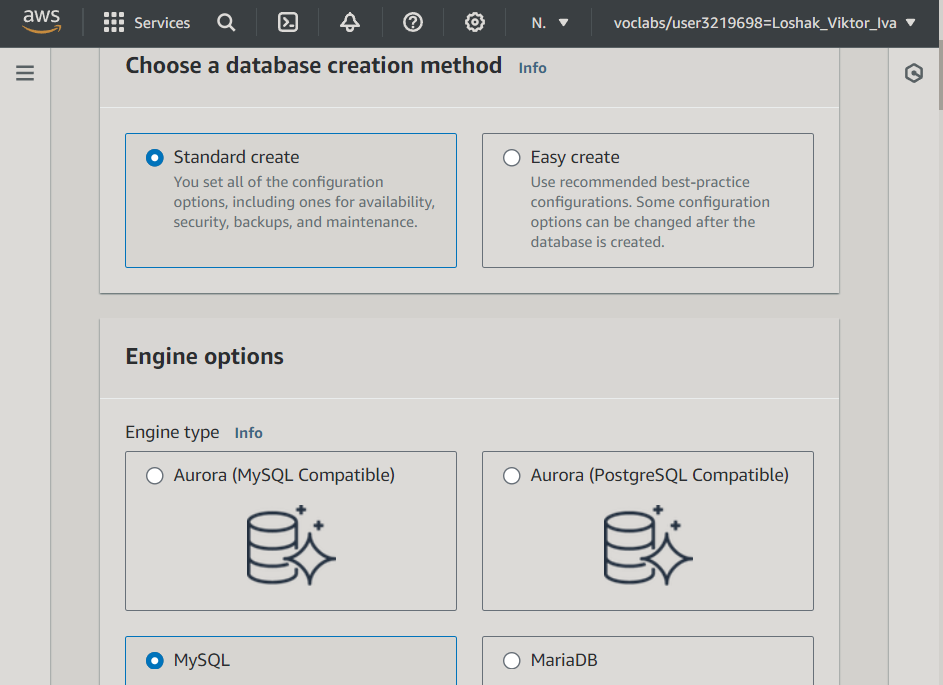 aws Services N. voclabs/user3219698=Loshak_Viktor_Iva
Choose a database creation method Info
Standard create
You set all of the configuration
options, including ones for availability,
security, backups, and maintenance.
Easy create
Use recommended best-practice
configurations. Some configuration
options can be changed after the
database is created.
Engine options
Engine type Info
Aurora (MySQL Compatible)
Aurora (PostgreSQL Compatible)
MySQL
MariaDB